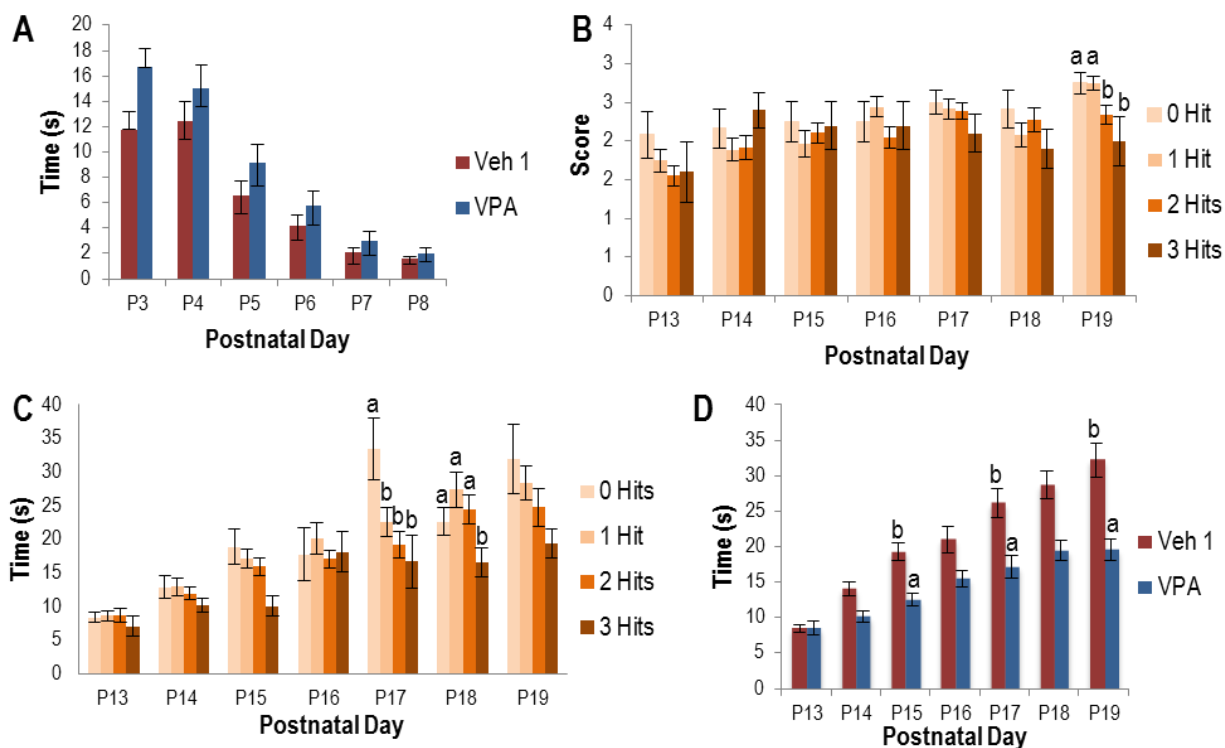 A
20
18
16
14
12
10
8
6
4
2
0
Time (s)
P3 P4 P5 P6 P7 P8
Postnatal Day
Veh 1
VPA
B
4
3
3
2
2
1
1
0
Score
a a
b
b
P13 P14 P15 P16 P17 P18 P19
Postnatal Day
0 Hit
1 Hit
2 Hits
3 Hits
C
40
35
30
25
20
15
10
5
0
Time (s)
a
b
b b
a
a
a
b
P13 P14 P15 P16 P17 P18 P19
Postnatal Day
0 Hits
1 Hit
2 Hits
3 Hits
D
40
35
30
25
20
15
10
5
0
Time (s)
b
a
b
a
b
a
P13 P14 P15 P16 P17 P18 P19
Postnatal Day
Veh 1
VPA